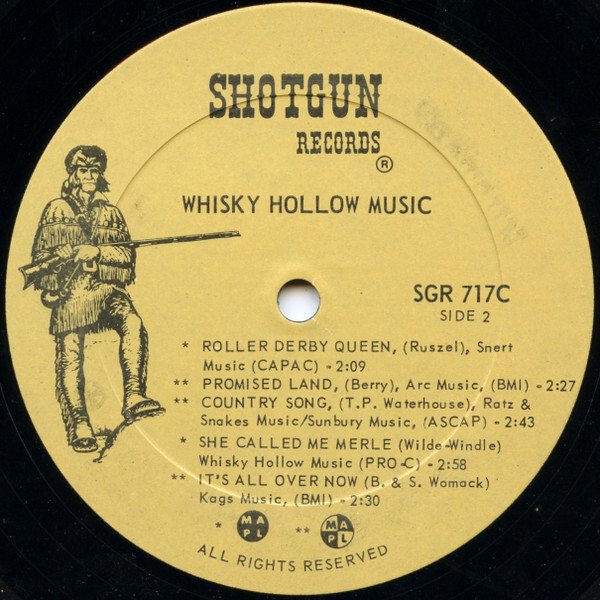 SHOTGUN
RECORDS
®
WHISKY HOLLOW MUSIC
SGR 717C
SIDE 2
* ROLLER DERBY QUEEN, (Ruszel), Snert
Music (CAPAC) - 2:09
** PROMISED LAND, (Berry), Arc Music, (BMI) - 2:27
** COUNTRY SONG, (T.P. Waterhouse), Ratz &
Snakes Music/Sunbury Music, (ASCAP) - 2:43
* SHE CALLED ME MERLE (Wilde-Windle)
Whisky Hollow Music (PRO-C) - 2:58
** IT'S ALL OVER NOW (B. & S. Womack)
Kags Music, (BMI) - 2:30
* MAPL ** MAPL
ALL RIGHTS RESERVED